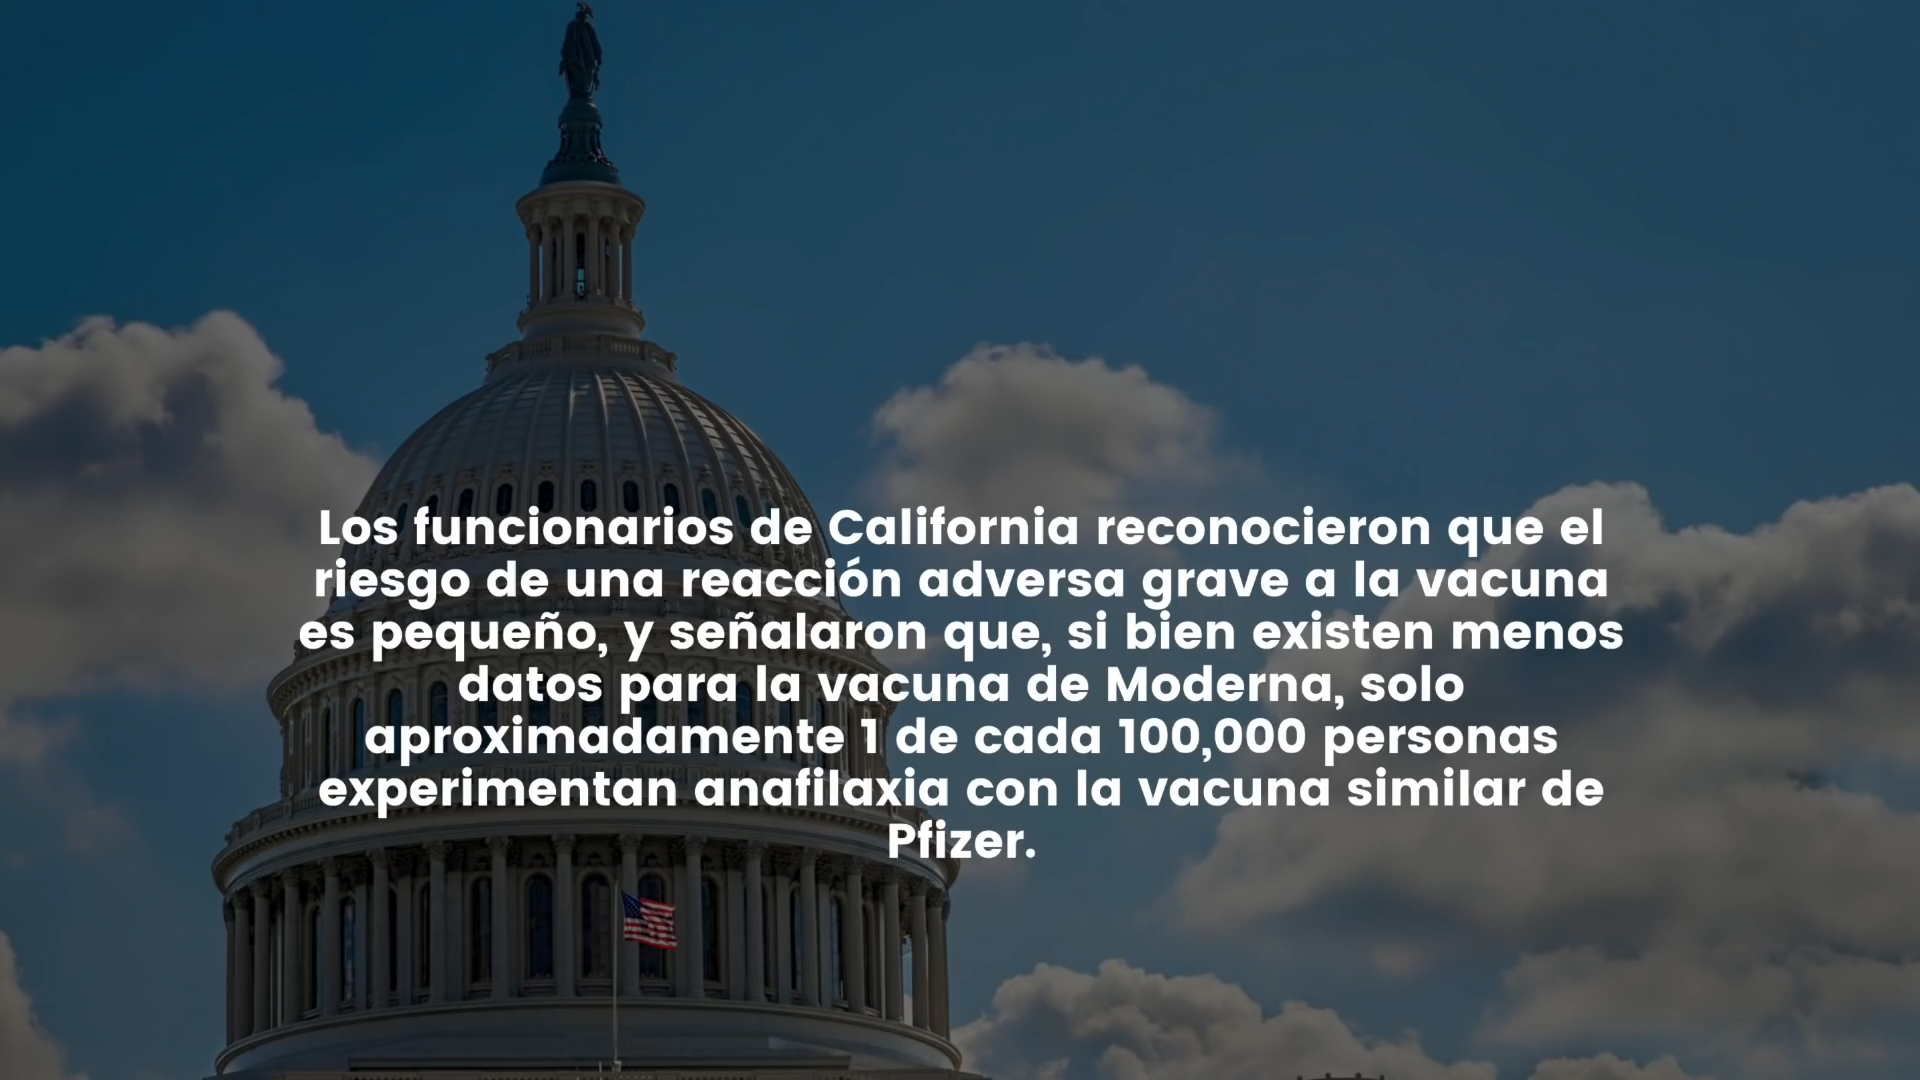 Los funcionarios de California reconocieron que el
riesgo de una reacción adversa grave a la vacuna
es pequeño, y señalaron que, si bien existen menos
datos para la vacuna de Moderna, solo
aproximadamente 1 de cada 100,000 personas
experimentan anafilaxia con la vacuna similar de
Pfizer.